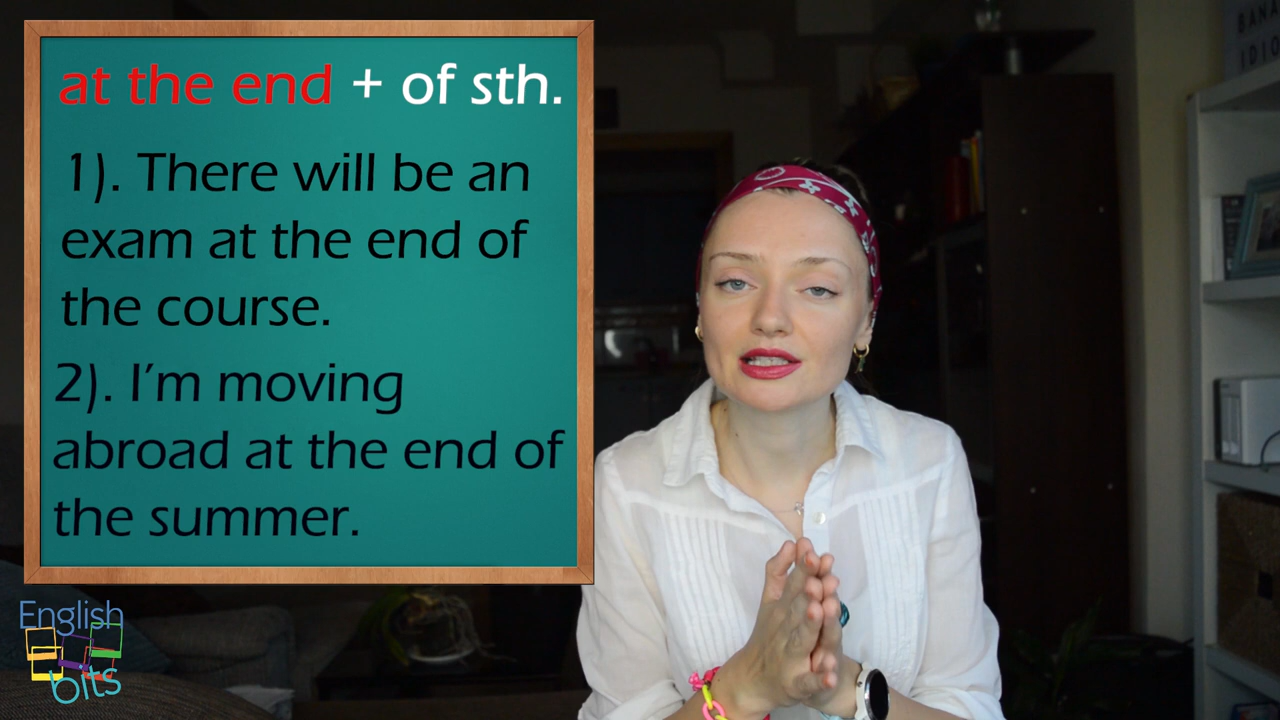 at the end + of sth.
1). There will be an
exam at the end of
the course.
2). I'm moving
abroad at the end of
the summer.
English
bits